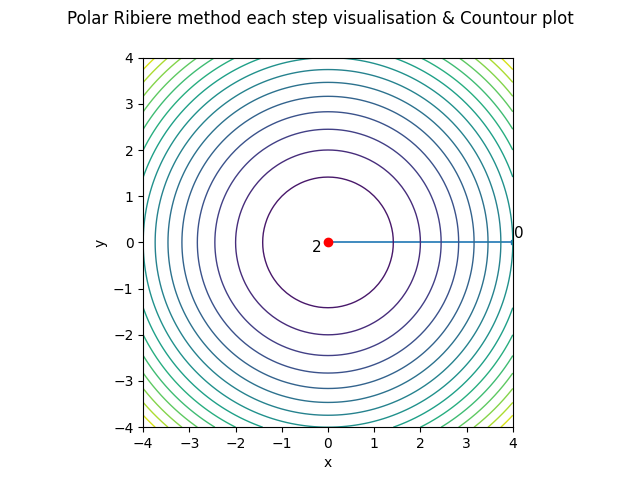 Polar Ribiere method each step visualisation & Countour plot
4
3
2
1
0
−1
−2
−3
−4
y
0
2
−4 −3 −2 −1 0 1 2 3 4
x